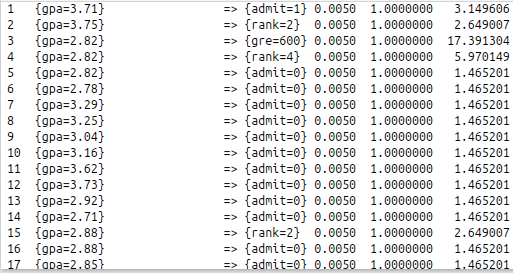 1 {gpa=3.71} => {admit=1} 0.0050 1.0000000 3.149606
2 {gpa=3.75} => {rank=2} 0.0050 1.0000000 2.649007
3 {gpa=2.82} => {gre=600} 0.0050 1.0000000 17.391304
4 {gpa=2.82} => {rank=4} 0.0050 1.0000000 5.970149
5 {gpa=2.82} => {admit=0} 0.0050 1.0000000 1.465201
6 {gpa=2.78} => {admit=0} 0.0050 1.0000000 1.465201
7 {gpa=3.29} => {admit=0} 0.0050 1.0000000 1.465201
8 {gpa=3.25} => {admit=0} 0.0050 1.0000000 1.465201
9 {gpa=3.04} => {admit=0} 0.0050 1.0000000 1.465201
10 {gpa=3.16} => {admit=0} 0.0050 1.0000000 1.465201
11 {gpa=3.62} => {admit=0} 0.0050 1.0000000 1.465201
12 {gpa=3.73} => {admit=0} 0.0050 1.0000000 1.465201
13 {gpa=2.92} => {admit=0} 0.0050 1.0000000 1.465201
14 {gpa=2.71} => {admit=0} 0.0050 1.0000000 1.465201
15 {gpa=2.88} => {rank=2} 0.0050 1.0000000 2.649007
16 {gpa=2.88} => {admit=0} 0.0050 1.0000000 1.465201
17 {gpa=2.85} => {admit=0} 0.0050 1.0000000 1.465201